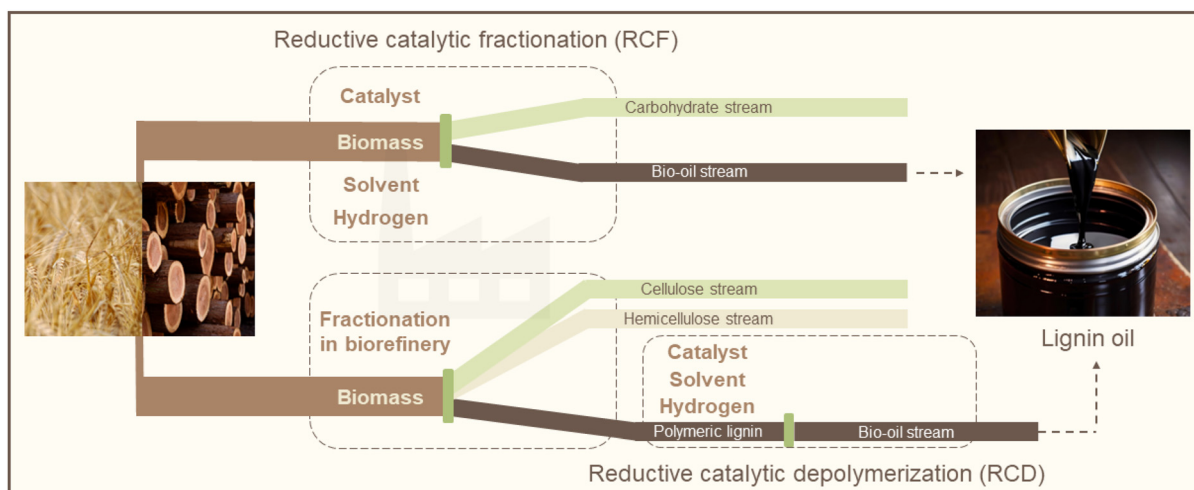 Reductive catalytic fractionation (RCF)
Catalyst
Biomass
Solvent
Hydrogen
Carbohydrate stream
Bio-oil stream
Fractionation
in biorefinery
Biomass
Cellulose stream
Hemicellulose stream
Catalyst
Solvent
Hydrogen
Polymeric lignin
Bio-oil stream
Reductive catalytic depolymerization (RCD)
Lignin oil